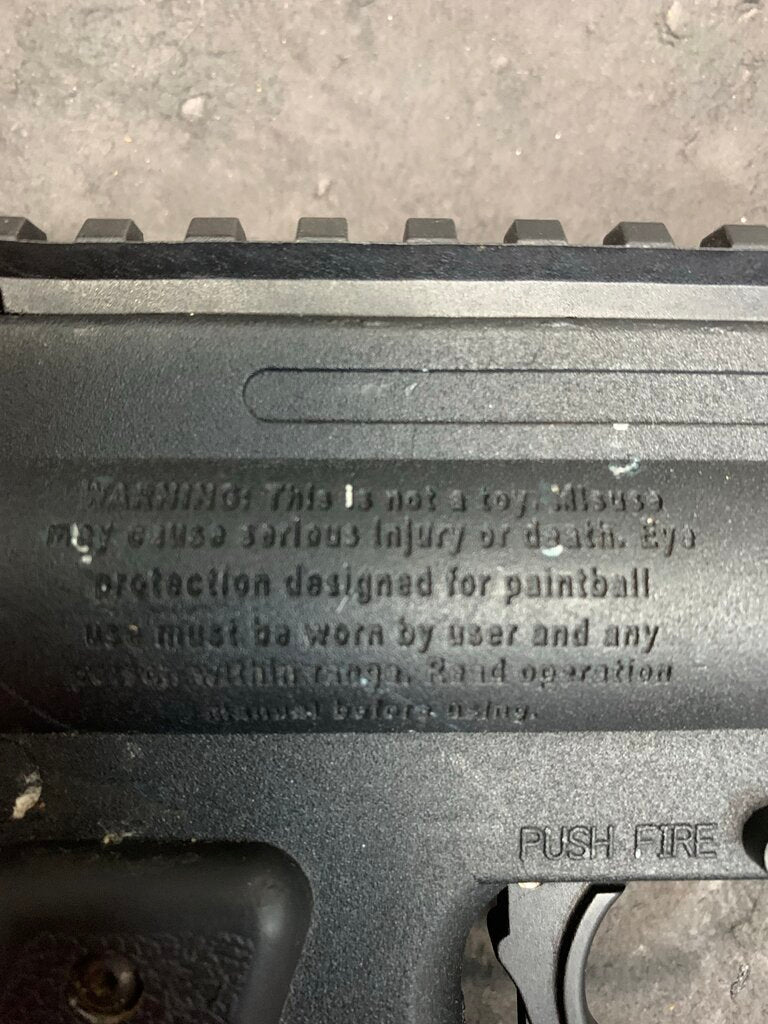 WARNING: This is not a toy. Misuse
may cause serious injury or death. Eye
protection designed for paintball
use must be worn by user and any
person within range. Read operation
manual before using.
PUSH FIRE